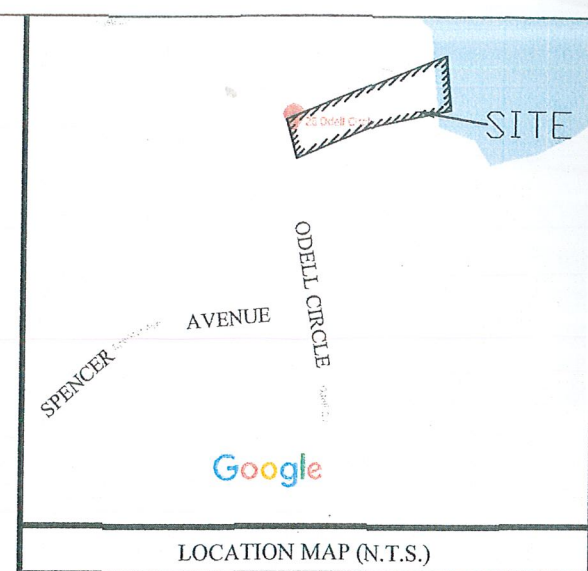 SITE
ODELL CIRCLE
SPENCER AVENUE
Google
LOCATION MAP (N.T.S.)